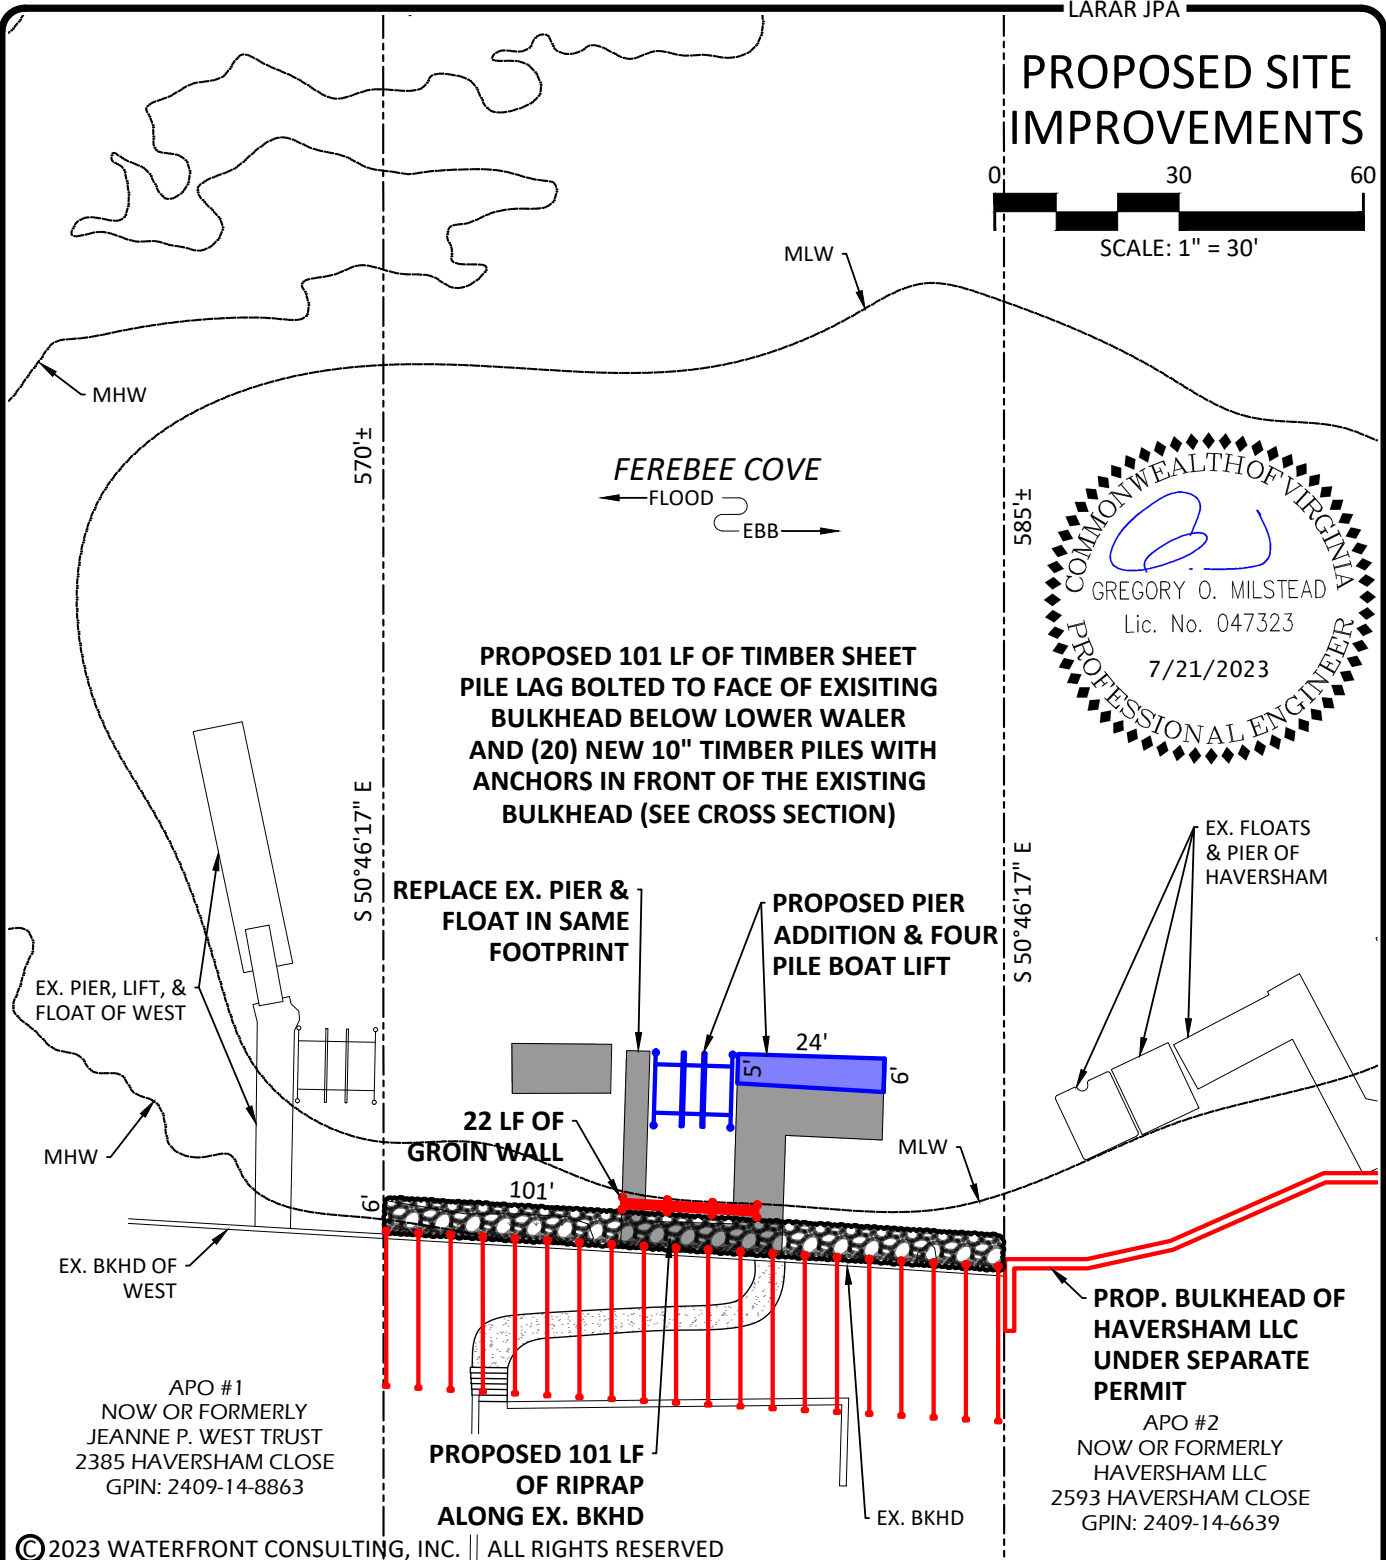 LARAR JPA
PROPOSED SITE
IMPROVEMENTS
0 30 60
SCALE: 1" = 30'
MLW
MHW
570'±
FEREBEE COVE
FLOOD
EBB
585'±
COMMONWEALTH OF VIRGINIA
GREGORY O. MILSTEAD
Lic. No. 047323
7/21/2023
PROFESSIONAL ENGINEER
PROPOSED 101 LF OF TIMBER SHEET
PILE LAG BOLTED TO FACE OF EXISITING
BULKHEAD BELOW LOWER WALER
AND (20) NEW 10" TIMBER PILES WITH
ANCHORS IN FRONT OF THE EXISTING
BULKHEAD (SEE CROSS SECTION)
S 50°46'17" E
S 50°46'17" E
EX. FLOATS
& PIER OF
HAVERSHAM
REPLACE EX. PIER &
FLOAT IN SAME
FOOTPRINT
PROPOSED PIER
ADDITION & FOUR
PILE BOAT LIFT
EX. PIER, LIFT, &
FLOAT OF WEST
24'
5'
6'
22 LF OF
GROIN WALL
MLW
MHW
101'
6'
EX. BKHD OF
WEST
PROP. BULKHEAD OF
HAVERSHAM LLC
UNDER SEPARATE
PERMIT
APO #1
NOW OR FORMERLY
JEANNE P. WEST TRUST
2385 HAVERSHAM CLOSE
GPIN: 2409-14-8863
PROPOSED 101 LF
OF RIPRAP
ALONG EX. BKHD
EX. BKHD
APO #2
NOW OR FORMERLY
HAVERSHAM LLC
2593 HAVERSHAM CLOSE
GPIN: 2409-14-6639
© 2023 WATERFRONT CONSULTING, INC. ALL RIGHTS RESERVED